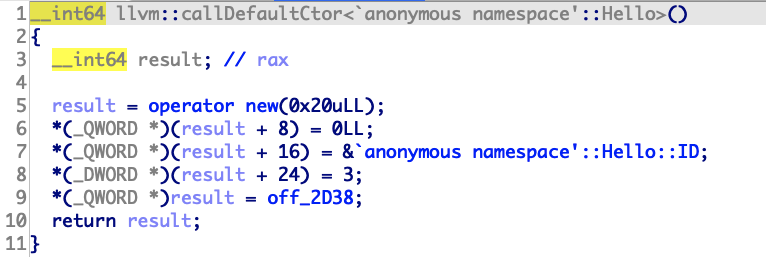 1 __int64 llvm::callDefaultCtor<`anonymous namespace'::Hello>()
2 {
3   __int64 result; // rax
4
5   result = operator new(0x20uLL);
6   *(_QWORD *)(result + 8) = 0LL;
7   *(_QWORD *)(result + 16) = &`anonymous namespace'::Hello::ID;
8   *(_DWORD *)(result + 24) = 3;
9   *(_QWORD *)result = off_2D38;
10   return result;
11 }